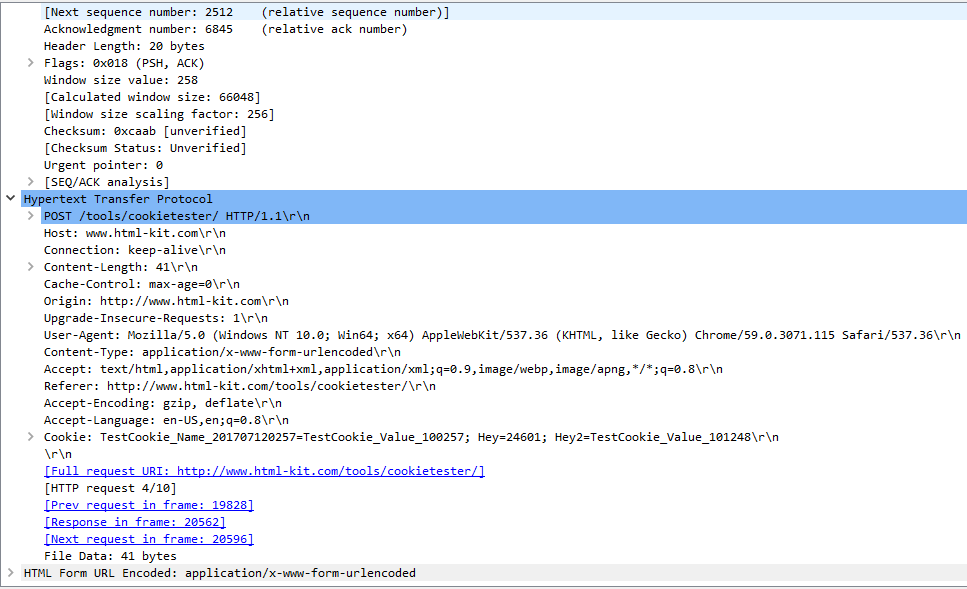 [Next sequence number: 2512    (relative sequence number)]
Acknowledgment number: 6845    (relative ack number)
Header Length: 20 bytes
Flags: 0x018 (PSH, ACK)
Window size value: 258
[Calculated window size: 66048]
[Window size scaling factor: 256]
Checksum: 0xcaab [unverified]
[Checksum Status: Unverified]
Urgent pointer: 0
[SEQ/ACK analysis]
Hypertext Transfer Protocol
POST /tools/cookietester/ HTTP/1.1\r\n
Host: www.html-kit.com\r\n
Connection: keep-alive\r\n
Content-Length: 41\r\n
Cache-Control: max-age=0\r\n
Origin: http://www.html-kit.com\r\n
Upgrade-Insecure-Requests: 1\r\n
User-Agent: Mozilla/5.0 (Windows NT 10.0; Win64; x64) AppleWebKit/537.36 (KHTML, like Gecko) Chrome/59.0.3071.115 Safari/537.36\r\n
Content-Type: application/x-www-form-urlencoded\r\n
Accept: text/html,application/xhtml+xml,application/xml;q=0.9,image/webp,image/apng,*/*;q=0.8\r\n
Referer: http://www.html-kit.com/tools/cookietester/\r\n
Accept-Encoding: gzip, deflate\r\n
Accept-Language: en-US,en;q=0.8\r\n
Cookie: TestCookie_Name_201707120257=TestCookie_Value_100257; Hey=24601; Hey2=TestCookie_Value_101248\r\n
\r\n
[Full request URI: http://www.html-kit.com/tools/cookietester/]
[HTTP request 4/10]
[Prev request in frame: 19828]
[Response in frame: 20562]
[Next request in frame: 20596]
File Data: 41 bytes
HTML Form URL Encoded: application/x-www-form-urlencoded